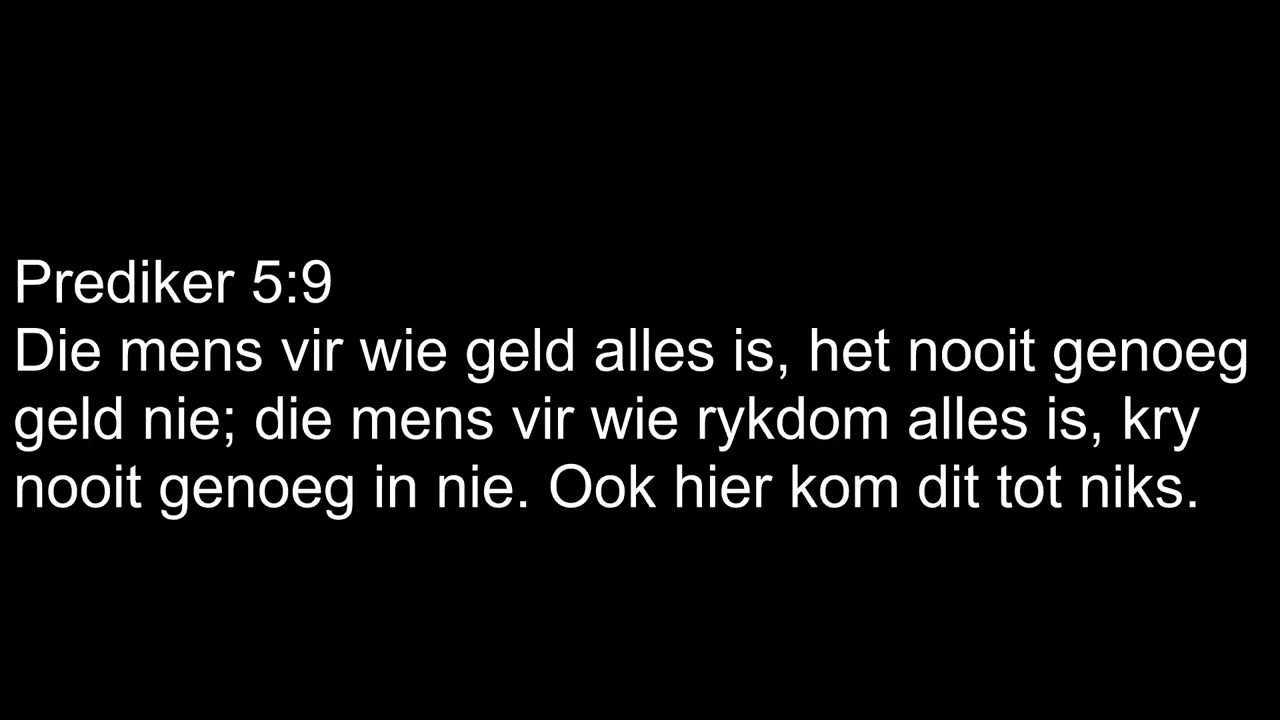 Prediker 5:9
Die mens vir wie geld alles is, het nooit genoeg
geld nie; die mens vir wie rykdom alles is, kry
nooit genoeg in nie. Ook hier kom dit tot niks.